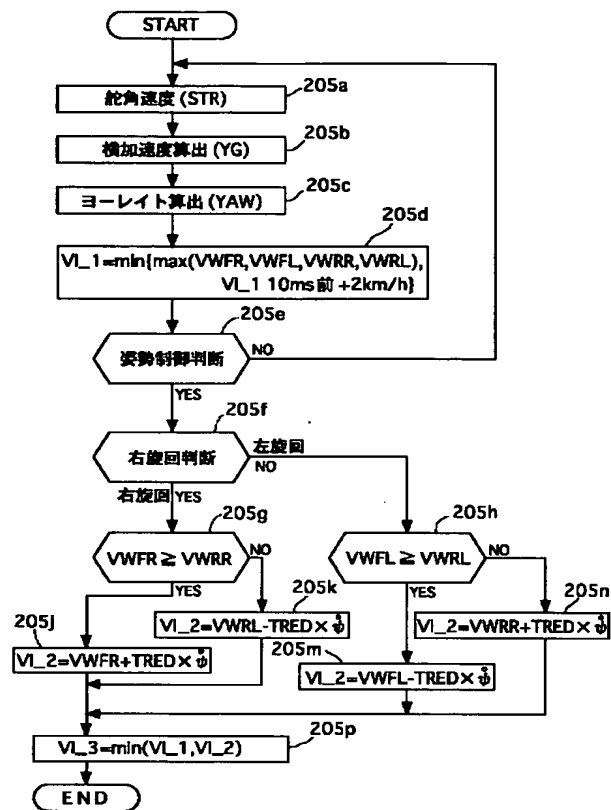 START
舵角速度(STR)
205a
横加速度算出(YG)
205b
ヨーレイト算出(YAW)
205c
205d
VI_1=min{max(VWFR,VWFL,VWRR,VWRL),
VI_1 10ms前+2km/h}
205e
姿勢制御判断
NO
YES
205f
右旋回判断
左旋回
NO
右旋回 YES
205g
205h
VWFR≧VWRR
NO
VWFL≧VWRL
NO
YES
YES
205k
205n
205j
VI_2=VWRL-TRED×ψ̊
VI_2=VWRR+TRED×ψ̊
205m
VI_2=VWFR+TRED×ψ̊
VI_2=VWFL-TRED×ψ̊
VI_3=min(VI_1,VI_2)
205p
END